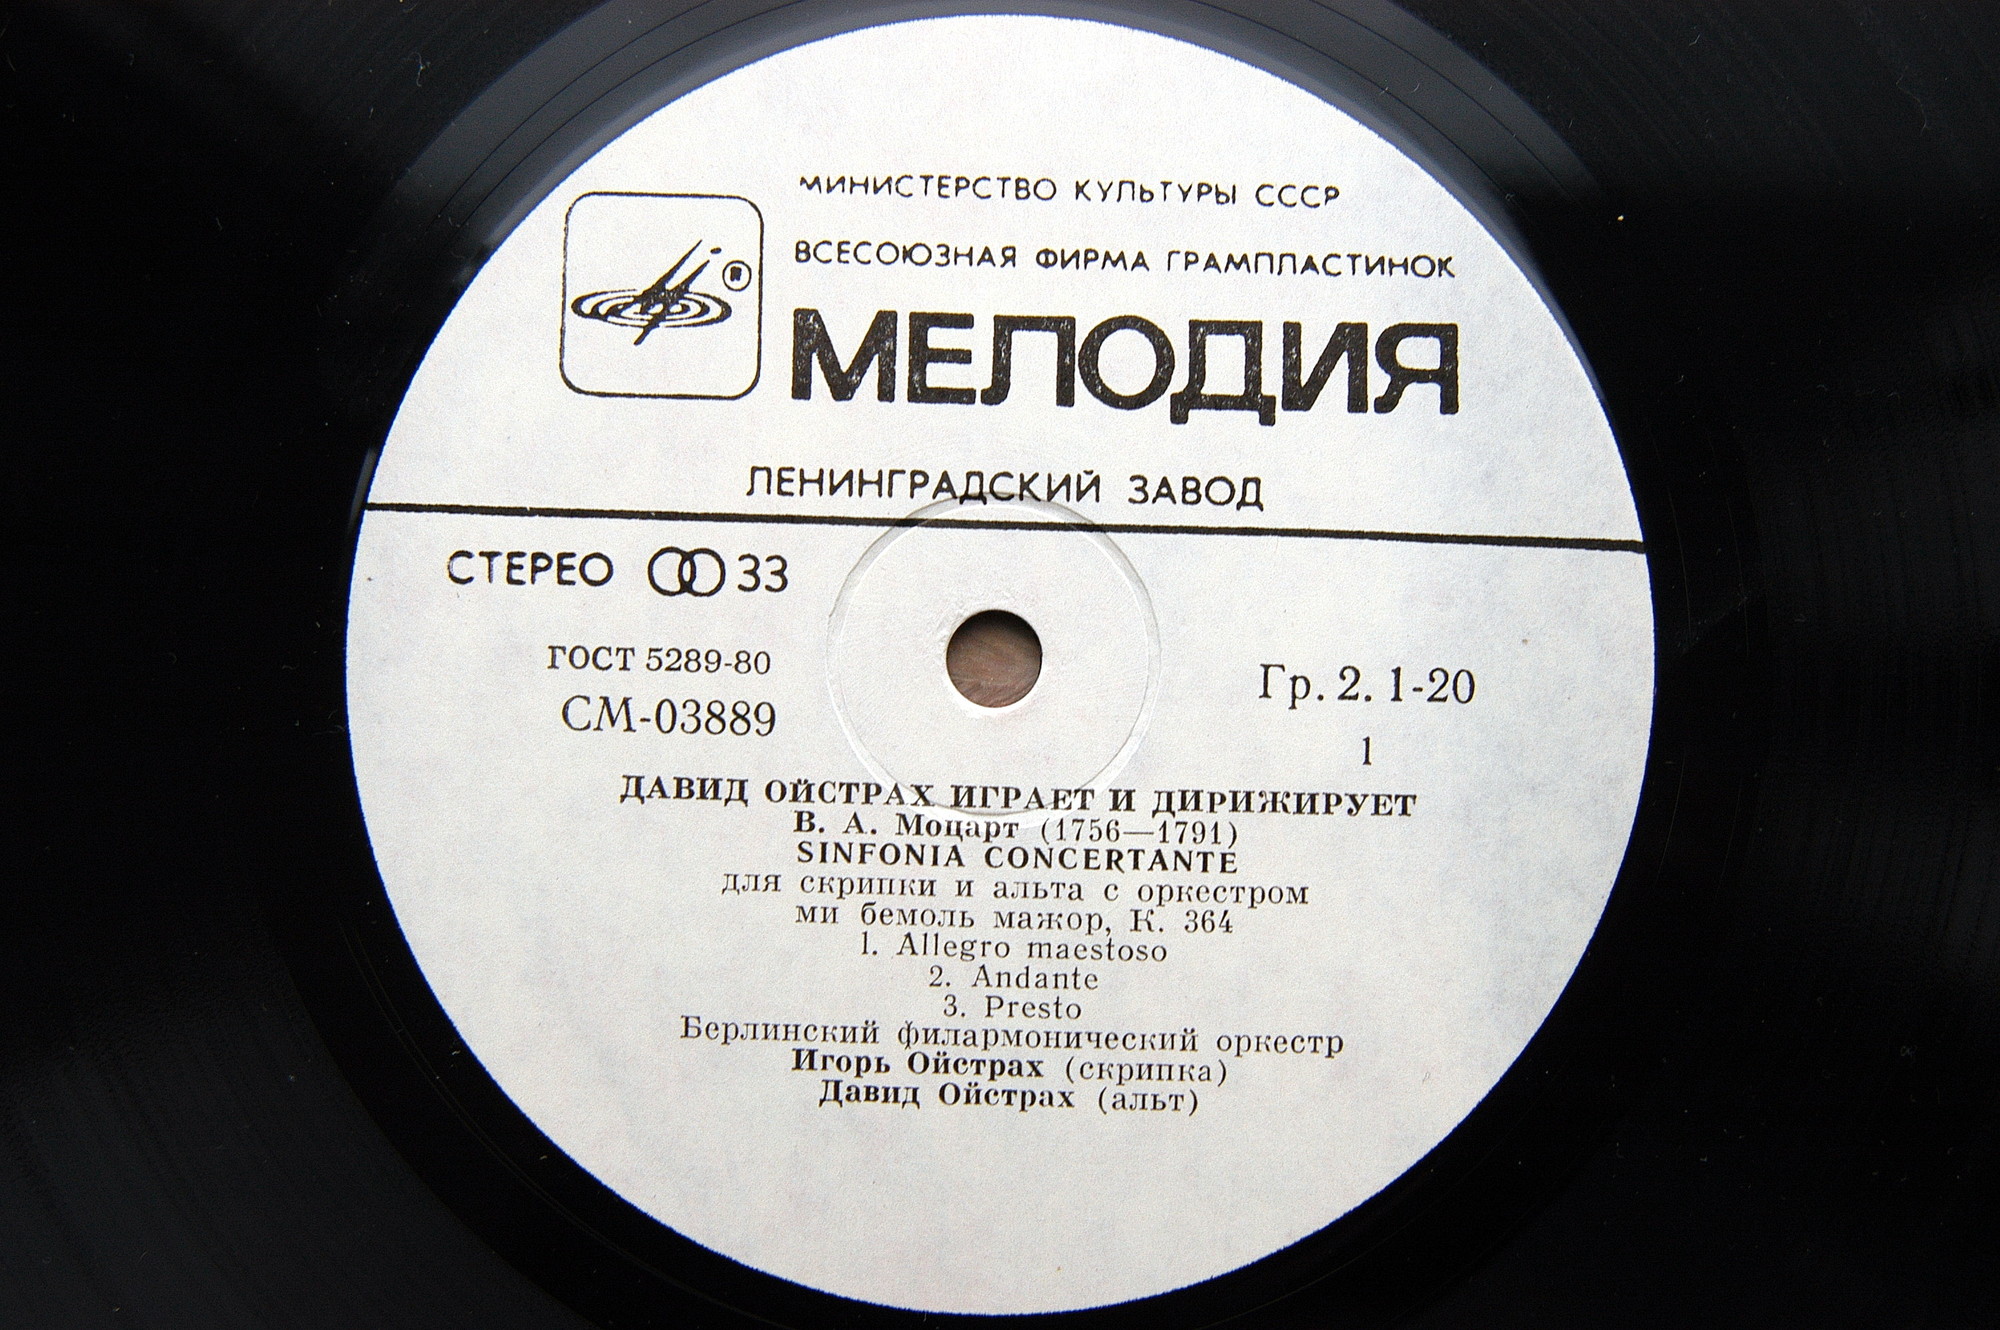 МИНИСТЕРСТВО КУЛЬТУРЫ СССР
ВСЕСОЮЗНАЯ ФИРМА ГРАМПЛАСТИНОК
МЕЛОДИЯ
ЛЕНИНГРАДСКИЙ ЗАВОД
СТЕРЕО 33
ГОСТ 5289-80
СМ-03889
Гр. 2. 1-20
1
ДАВИД ОЙСТРАХ ИГРАЕТ И ДИРИЖИРУЕТ
В. А. Моцарт (1756—1791)
SINFONIA CONCERTANTE
для скрипки и альта с оркестром
ми бемоль мажор, К. 364
1. Allegro maestoso
2. Andante
3. Presto
Берлинский филармонический оркестр
Игорь Ойстрах (скрипка)
Давид Ойстрах (альт)